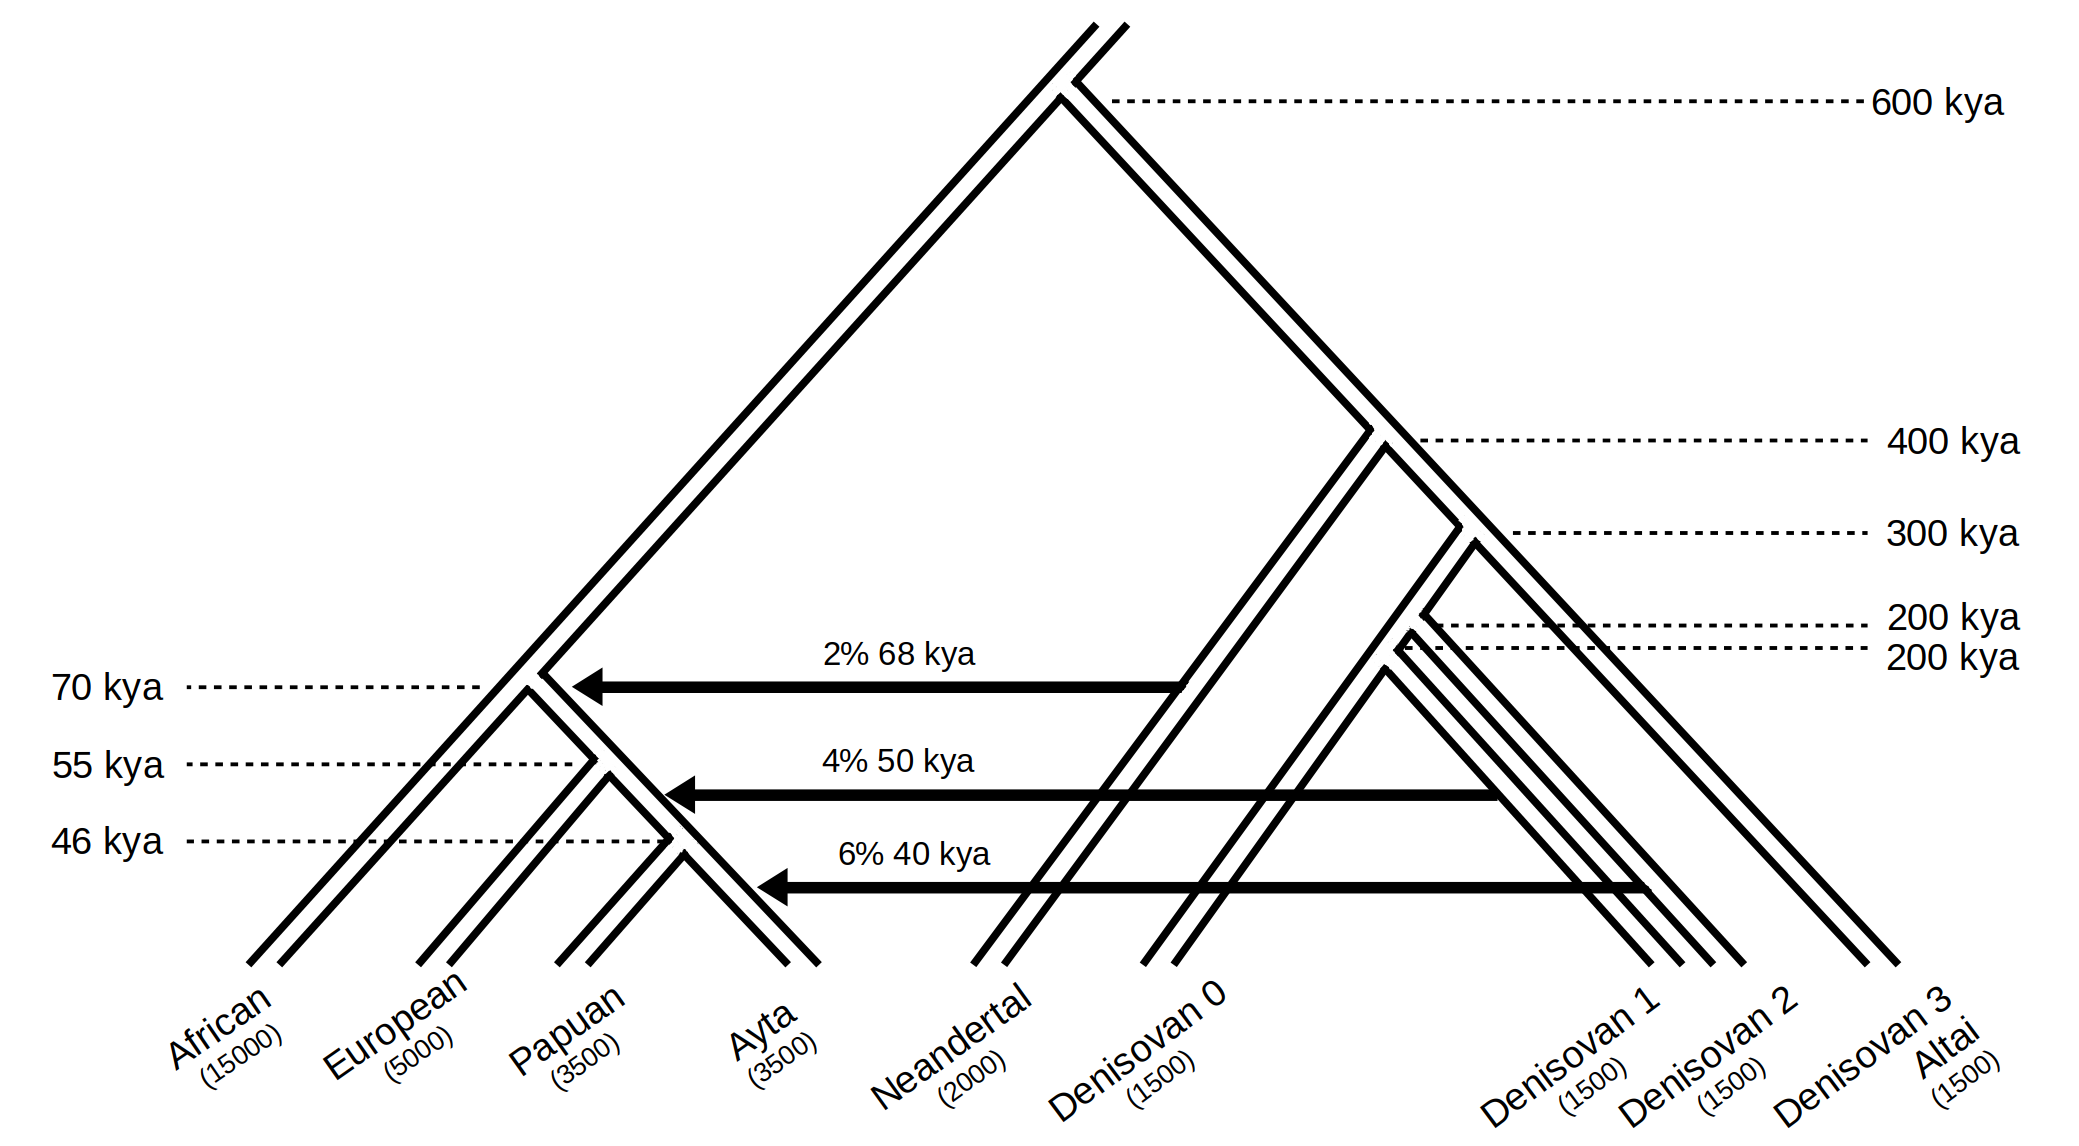 600 kya
400 kya
300 kya
200 kya
200 kya
2% 68 kya
70 kya
4% 50 kya
55 kya
46 kya
6% 40 kya
African
(15000)
European
(5000)
Papuan
(3500)
Ayta
(3500)
Neandertal
(2000)
Denisovan 0
(1500)
Denisovan 1
(1500)
Denisovan 2
(1500)
Denisovan 3
Altai
(1500)